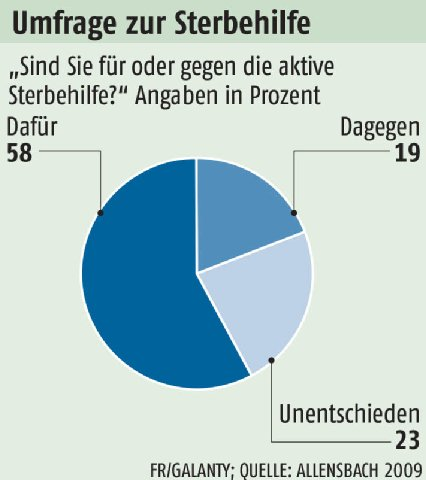 Umfrage zur Sterbehilfe
„Sind Sie für oder gegen die aktive
Sterbehilfe?“ Angaben in Prozent
Dafür
58
Dagegen
19
Unentschieden
23
FR/GALANTY; QUELLE: ALLENSBACH 2009